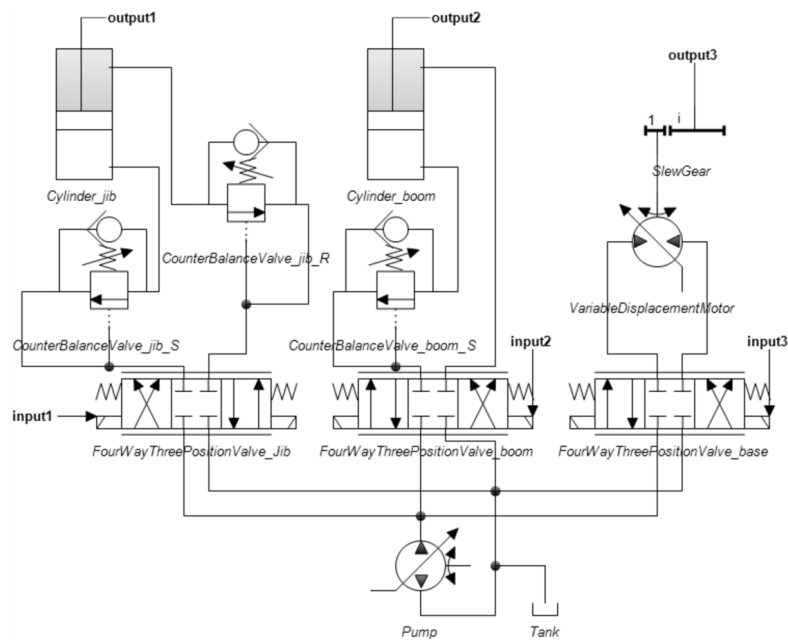 output1
output2
output3
1 i
SlewGear
Cylinder_jib
Cylinder_boom
CounterBalanceValve_jib_R
VariableDisplacementMotor
CounterBalanceValve_jib_S
CounterBalanceValve_boom_S
input2
input3
input1
FourWayThreePositionValve_Jib
FourWayThreePositionValve_boom
FourWayThreePositionValve_base
Pump
Tank